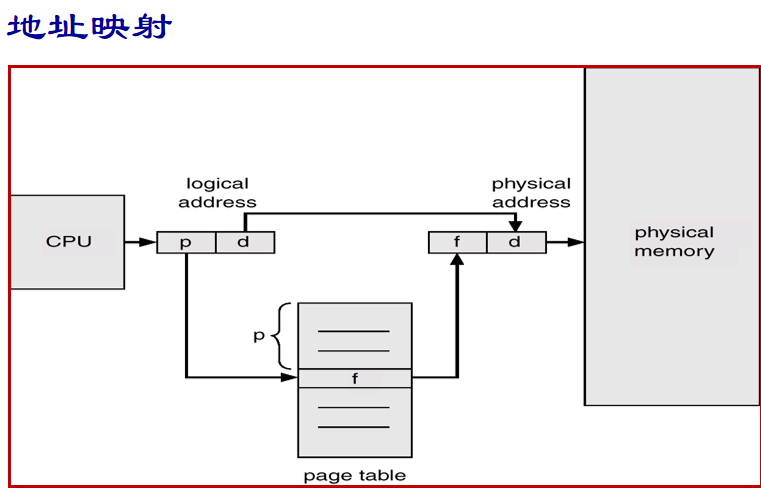 地址映射
logical
address
physical
address
CPU
p
d
f
d
physical
memory
p
f
page table